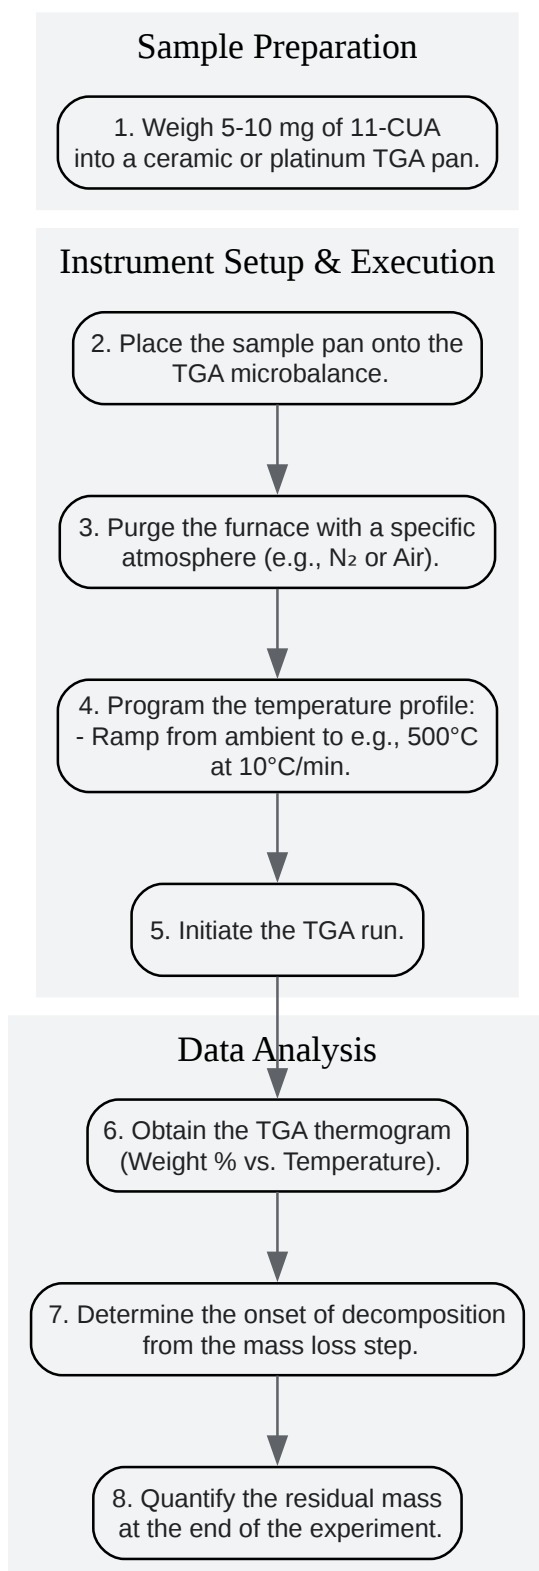 Sample Preparation
1. Weigh 5-10 mg of 11-CUA
into a ceramic or platinum TGA pan.
Instrument Setup & Execution
2. Place the sample pan onto the
TGA microbalance.
3. Purge the furnace with a specific
atmosphere (e.g., N₂ or Air).
4. Program the temperature profile:
- Ramp from ambient to e.g., 500°C
at 10°C/min.
5. Initiate the TGA run.
Data Analysis
6. Obtain the TGA thermogram
(Weight % vs. Temperature).
7. Determine the onset of decomposition
from the mass loss step.
8. Quantify the residual mass
at the end of the experiment.